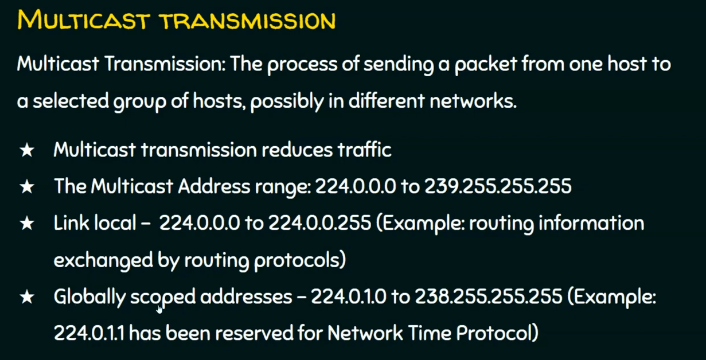 MULTICAST TRANSMISSION
Multicast Transmission: The process of sending a packet from one host to
a selected group of hosts, possibly in different networks.
★ Multicast transmission reduces traffic
★ The Multicast Address range: 224.0.0.0 to 239.255.255.255
★ Link local – 224.0.0.0 to 224.0.0.255 (Example: routing information
exchanged by routing protocols)
★ Globally scoped addresses – 224.0.1.0 to 238.255.255.255 (Example:
224.0.1.1 has been reserved for Network Time Protocol)